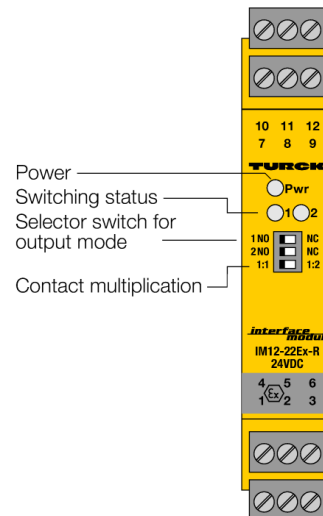 10 11 12
7 8 9
TURCK
Power
Pwr
Switching status
1 2
Selector switch for
output mode
1 NO NC
2 NO NC
1:1 1:2
Contact multiplication
interface
modul
IM12-22Ex-R
24VDC
4 5 6
Ex
1 2 3